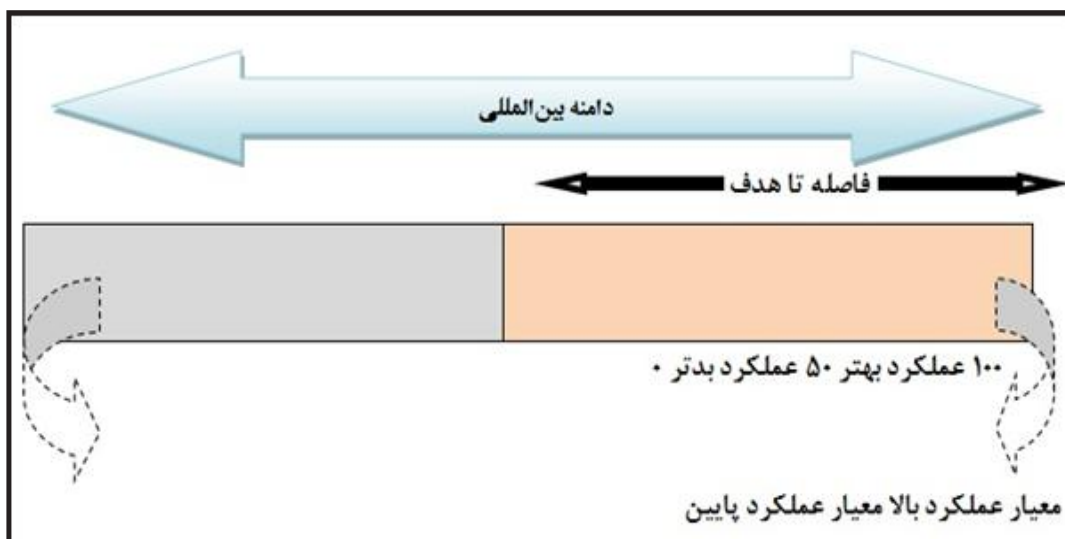 دامنه بین‌المللی
فاصله تا هدف
۱۰۰ عملکرد بهتر ۵۰ عملکرد بدتر ۰
معیار عملکرد بالا معیار عملکرد پایین